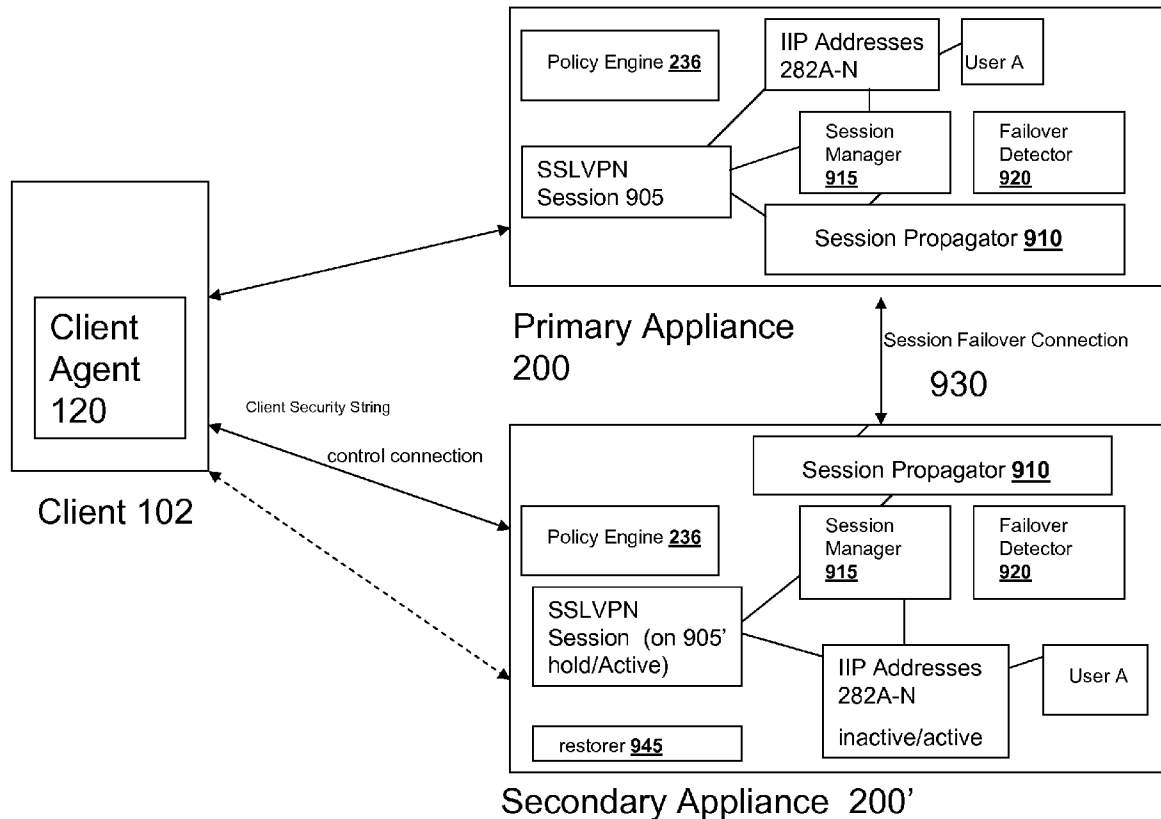 Policy Engine 236
IIP Addresses
282A-N
User A
Session
Manager
915
Failover
Detector
920
SSLVPN
Session 905
Session Propagator 910
Primary Appliance
200
Session Failover Connection
930
Client
Agent
120
Client 102
Client Security String
control connection
Session Propagator 910
Policy Engine 236
Session
Manager
915
Failover
Detector
920
SSLVPN
Session (on 905'
hold/Active)
IIP Addresses
282A-N
inactive/active
User A
restorer 945
Secondary Appliance 200'